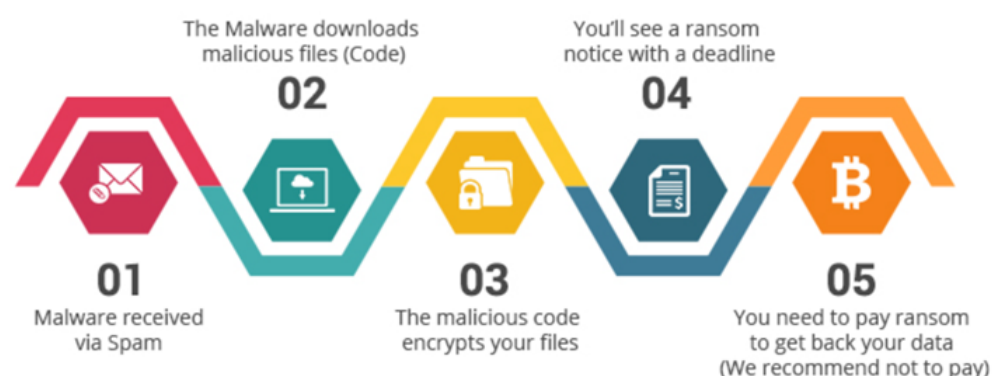 01
Malware received
via Spam
The Malware downloads
malicious files (Code)
02
03
The malicious code
encrypts your files
You'll see a ransom
notice with a deadline
04
05
You need to pay ransom
to get back your data
(We recommend not to pay)